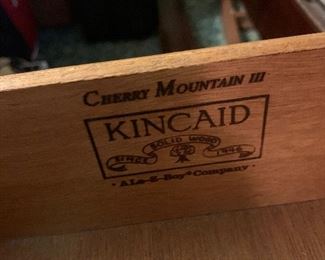 CHERRY MOUNTAIN III
KINCAID
SOLID WOOD
SINCE 1946
· A LA-Z-BOY® COMPANY ·